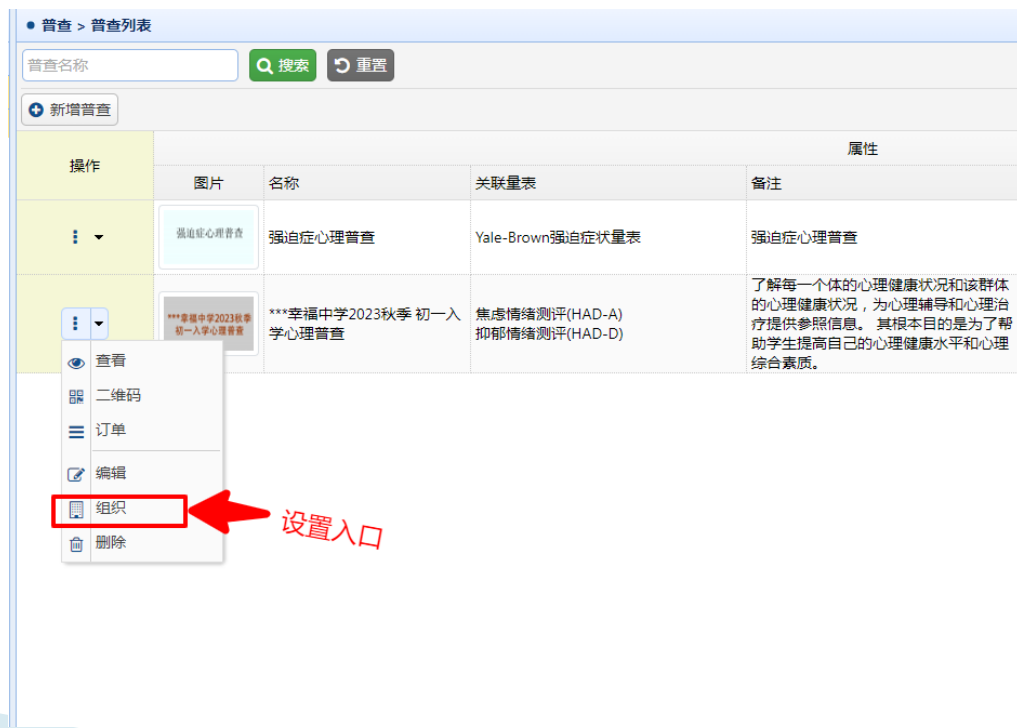 普查 > 普查列表
普查名称
搜索
重置
新增普查
操作
属性
图片
名称
关联量表
备注
强迫症心理普查
强迫症心理普查
Yale-Brown强迫症状量表
强迫症心理普查
***幸福中学2023秋季
初一入学心理普查
***幸福中学2023秋季 初一入
学心理普查
焦虑情绪测评(HAD-A)
抑郁情绪测评(HAD-D)
了解每一个体的心理健康状况和该群体
的心理健康状况，为心理辅导和心理治
疗提供参照信息。 其根本目的是为了帮
助学生提高自己的心理健康水平和心理
综合素质。
查看
二维码
订单
编辑
组织
删除
设置入口